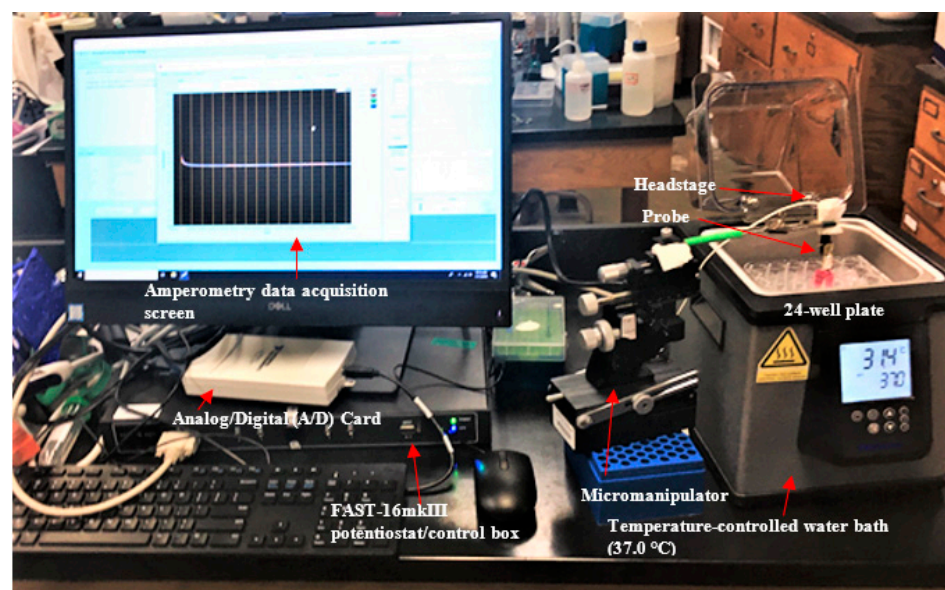 Headstage
Probe
Amperometry data acquisition
screen
DELL
24-well plate
31.4 °C
37.0
Analog/Digital (A/D) Card
FAST-16mkIII
potentiostat/control box
Micromanipulator
Temperature-controlled water bath
(37.0 °C)